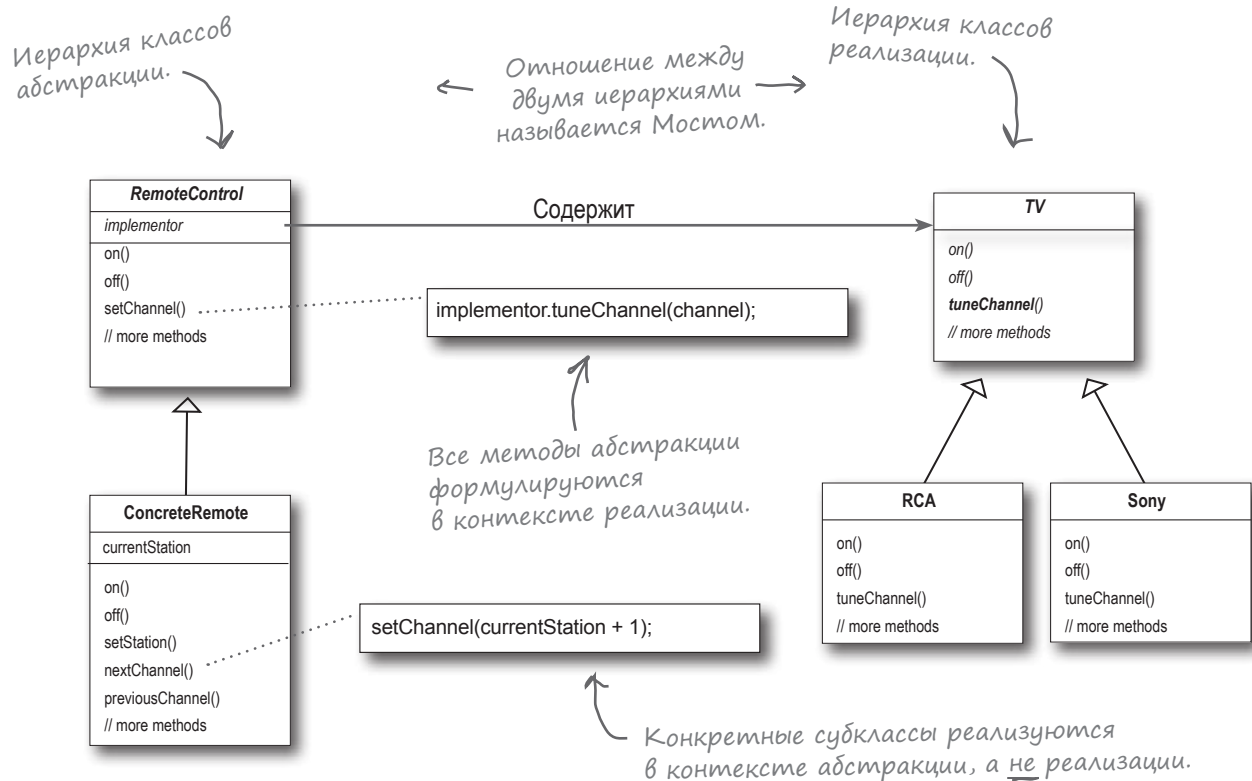 Иерархия классов
абстракции.
Отношение между
двумя иерархиями
называется Мостом.
Иерархия классов
реализации.
RemoteControl
implementor
on()
off()
setChannel()
// more methods
Содержит
TV
on()
off()
tuneChannel()
// more methods
implementor.tuneChannel(channel);
Все методы абстракции
формулируются
в контексте реализации.
ConcreteRemote
currentStation
on()
off()
setStation()
nextChannel()
previousChannel()
// more methods
setChannel(currentStation + 1);
RCA
on()
off()
tuneChannel()
// more methods
Sony
on()
off()
tuneChannel()
// more methods
Конкретные субклассы реализуются
в контексте абстракции, а не реализации.